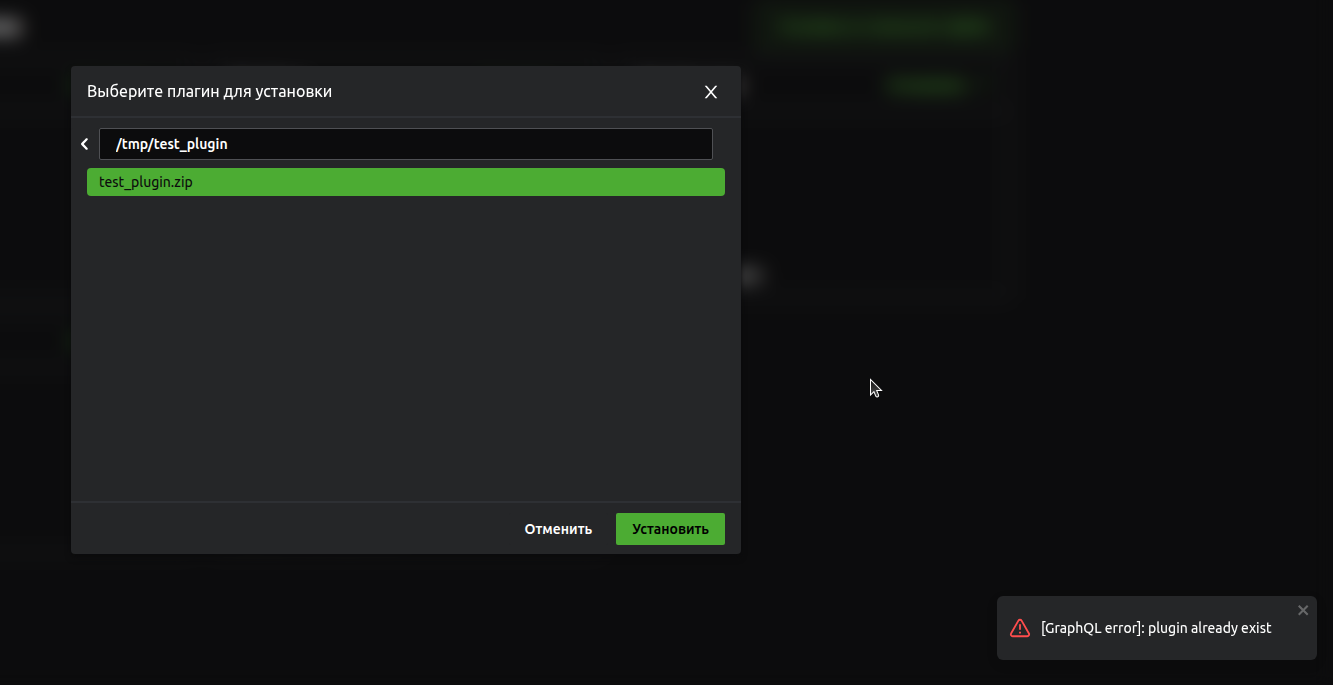 Выберите плагин для установки
/tmp/test_plugin
test_plugin.zip
Отменить
Установить
[GraphQL error]: plugin already exist